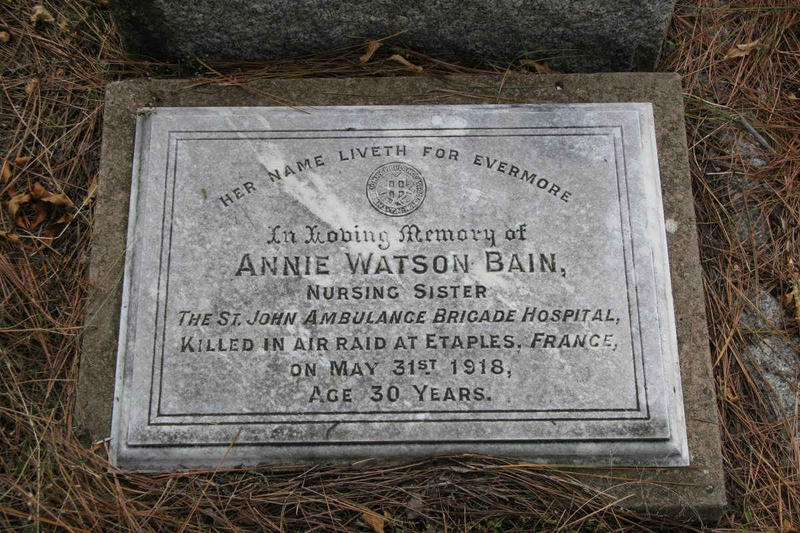 HER NAME LIVETH FOR EVERMORE
In Loving Memory of
ANNIE WATSON BAIN,
NURSING SISTER
THE ST. JOHN AMBULANCE BRIGADE HOSPITAL,
KILLED IN AIR RAID AT ETAPLES, FRANCE,
ON MAY 31ST 1918,
AGE 30 YEARS.